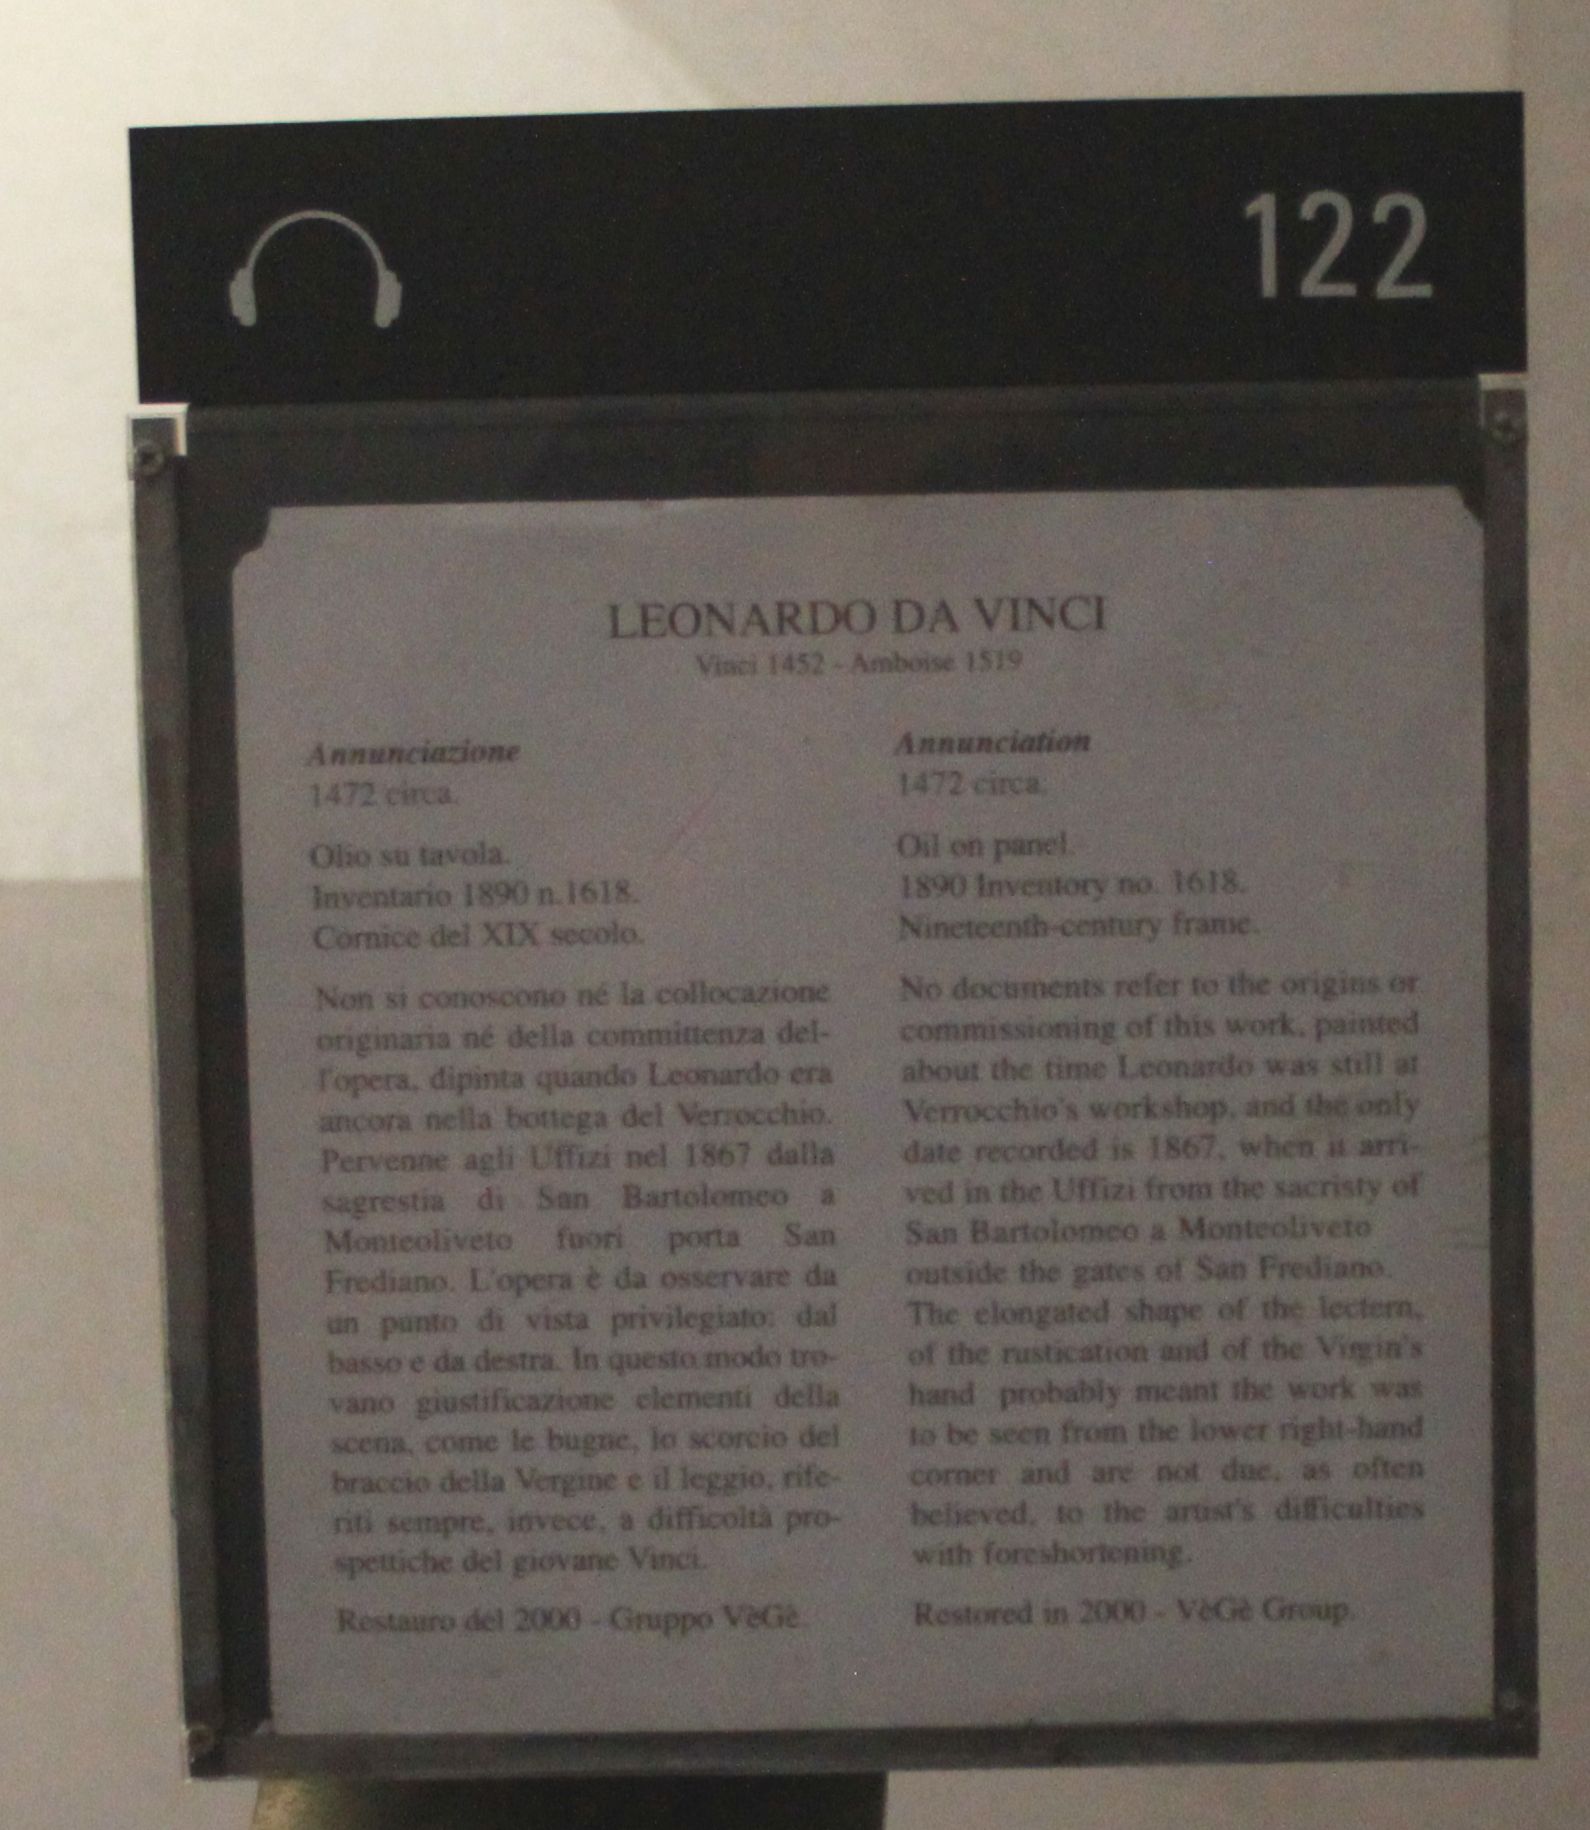 122
LEONARDO DA VINCI
Vinci 1452 - Amboise 1519
Annunciazione
1472 circa.
Olio su tavola.
Inventario 1890 n.1618.
Cornice del XIX secolo.
Non si conoscono né la collocazione
originaria né della committenza del-
l'opera, dipinta quando Leonardo era
ancora nella bottega del Verrocchio.
Pervenne agli Uffizi nel 1867 dalla
sagrestia di San Bartolomeo a
Monteoliveto fuori porta San
Frediano. L'opera è da osservare da
un punto di vista privilegiato: dal
basso e da destra. In questo modo tro-
vano giustificazione elementi della
scena, come le bugne, lo scorcio del
braccio della Vergine e il leggio, rife-
riti sempre, invece, a difficoltà pro-
spettiche del giovane Vinci.
Restauro del 2000 - Gruppo VèGè.
Annunciation
1472 circa.
Oil on panel.
1890 Inventory no. 1618.
Nineteenth-century frame.
No documents refer to the origins or
commissioning of this work, painted
about the time Leonardo was still at
Verrocchio's workshop, and the only
date recorded is 1867, when it arri-
ved in the Uffizi from the sacristy of
San Bartolomeo a Monteoliveto
outside the gates of San Frediano.
The elongated shape of the lectern,
of the rustication and of the Virgin's
hand probably meant the work was
to be seen from the lower right-hand
corner and are not due, as often
believed, to the artist's difficulties
with foreshortening.
Restored in 2000 - VèGè Group.